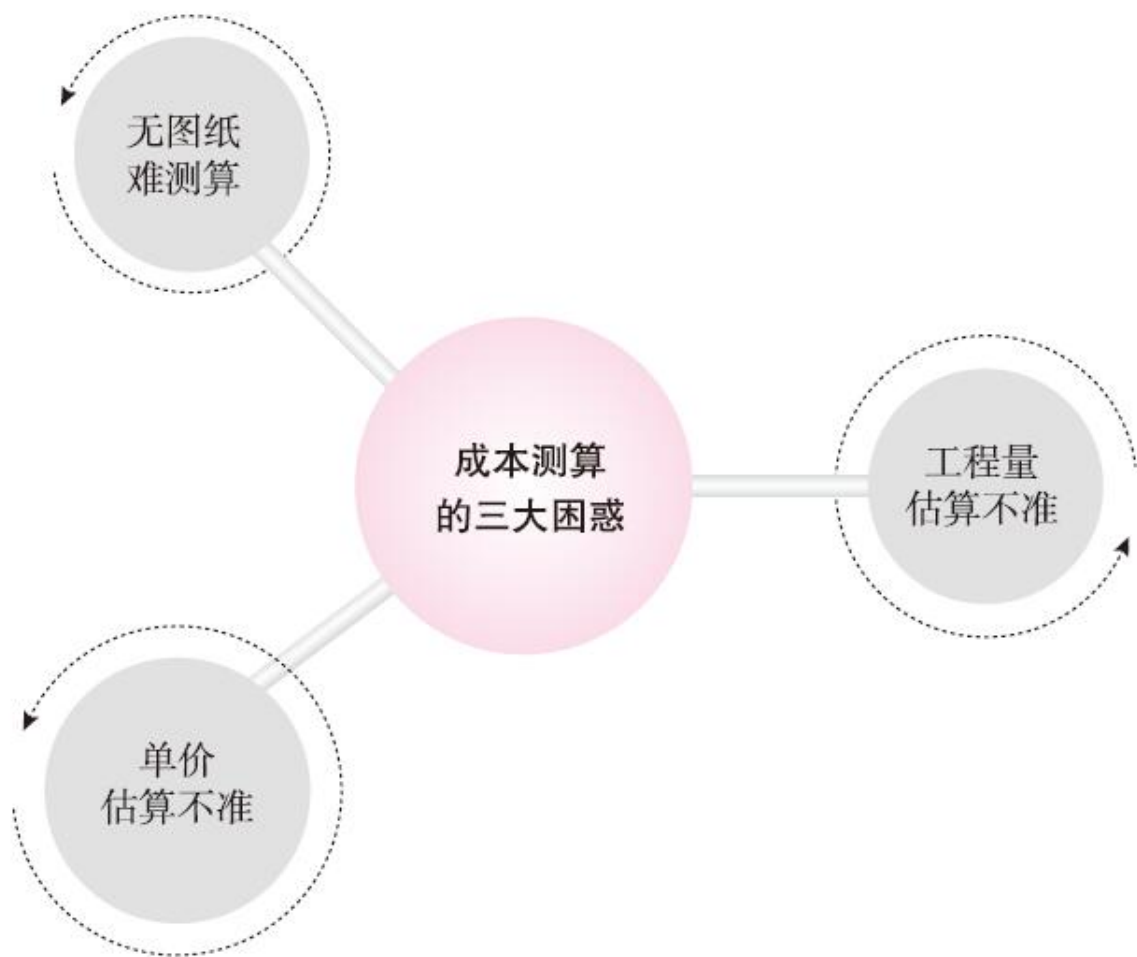 无图纸
难测算
成本测算
的三大困惑
工程量
估算不准
单价
估算不准